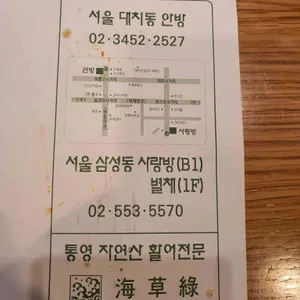 서울 대치동 안방
02·3452·2527
안방
사랑방
서울 삼성동 사랑방(B1)
별채(1F)
02·553·5570
통영 자연산 활어전문
海草綠